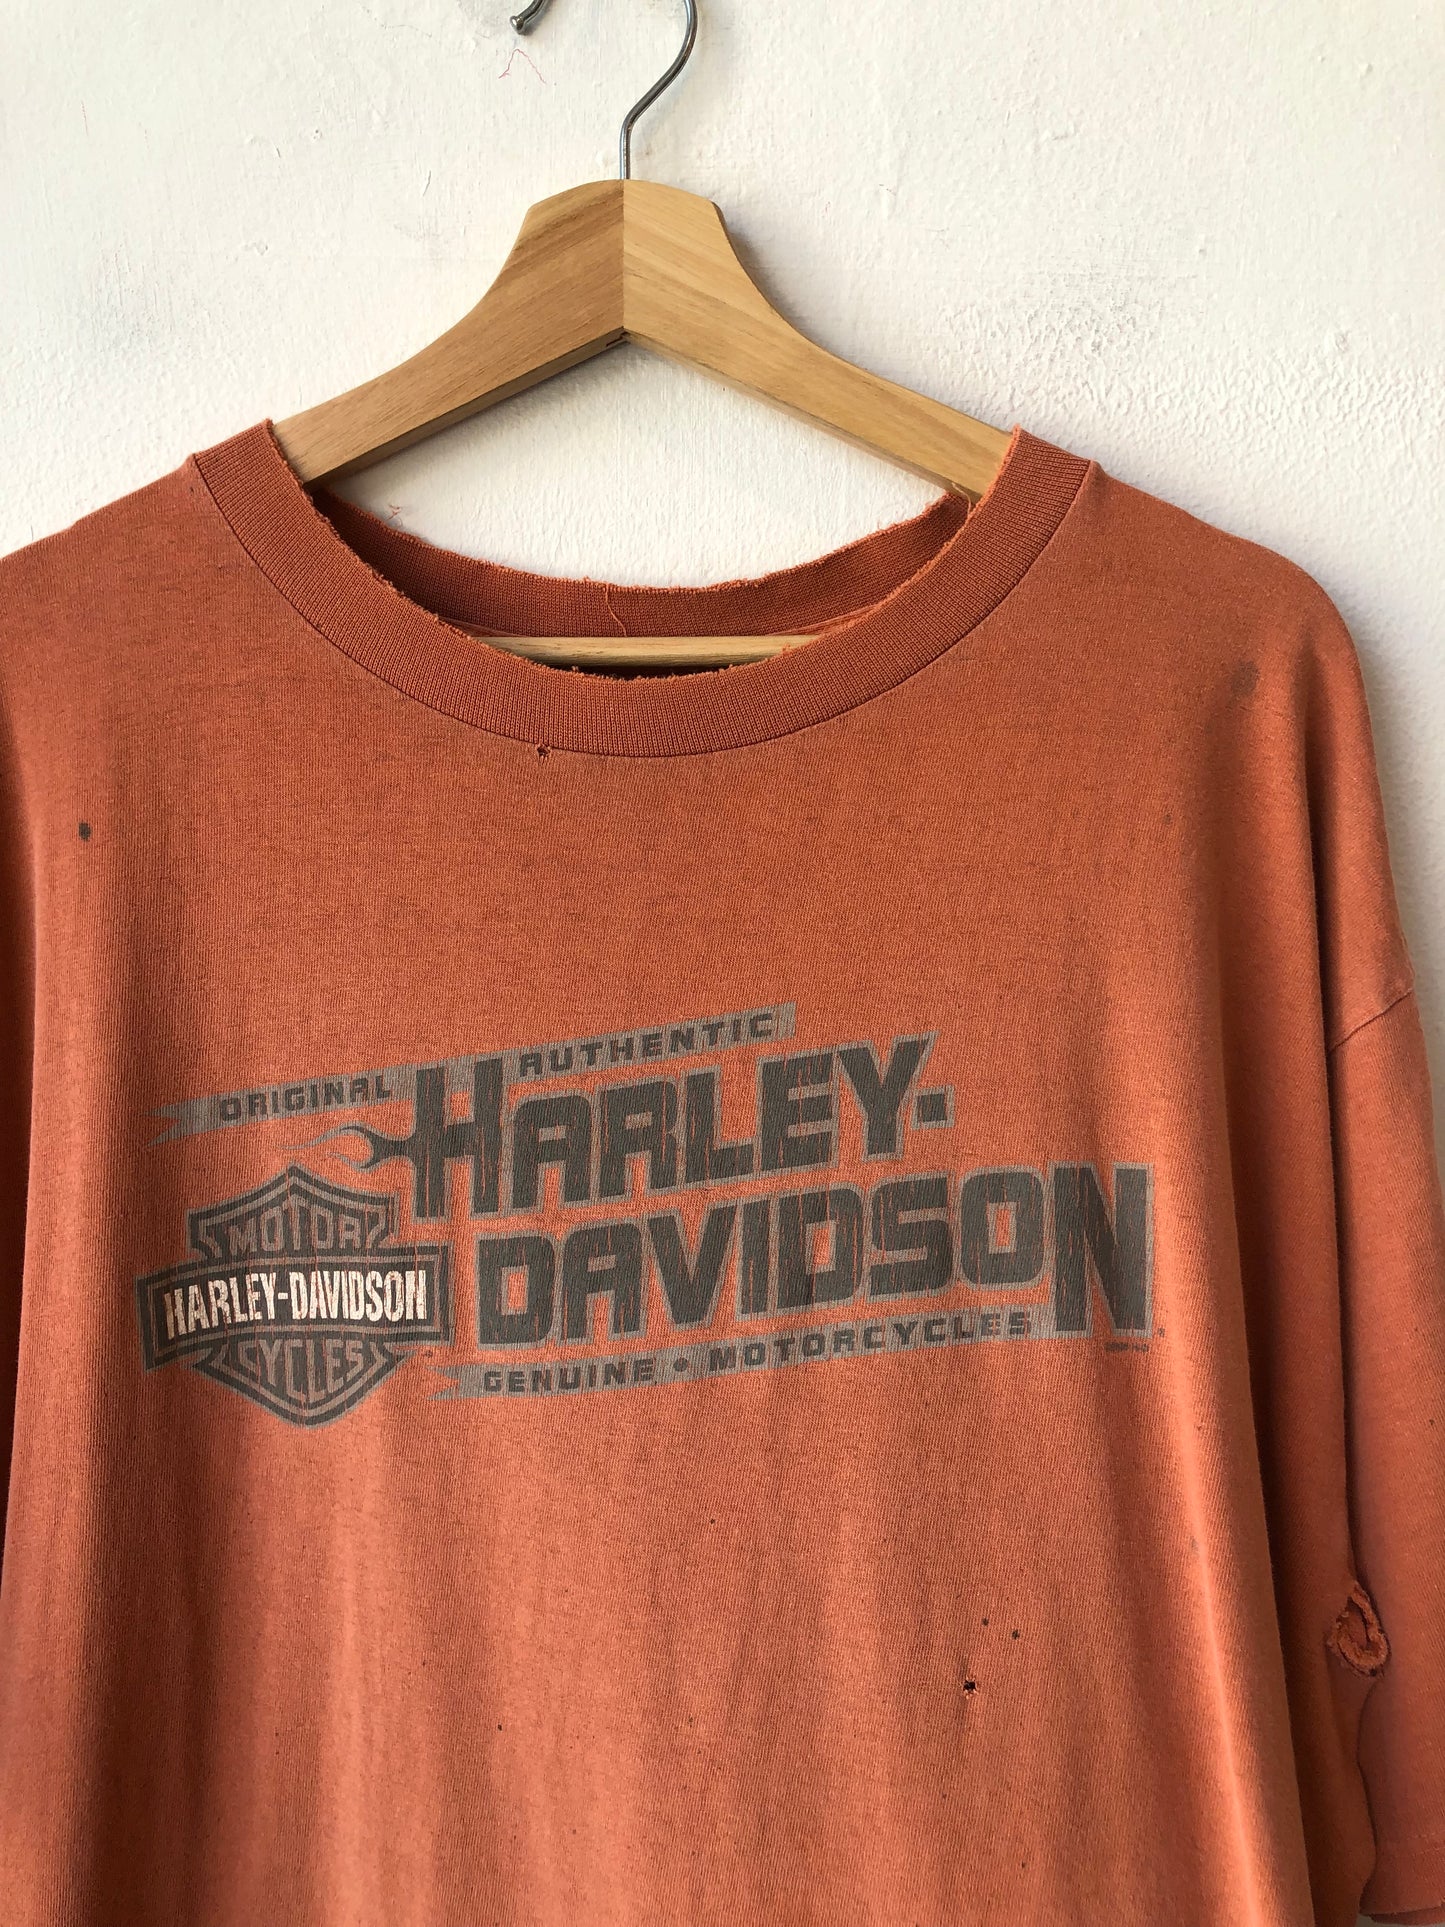 ORIGINAL AUTHENTIC
HARLEY-
DAVIDSON
MOTOR
HARLEY-DAVIDSON
CYCLES
GENUINE • MOTORCYCLES